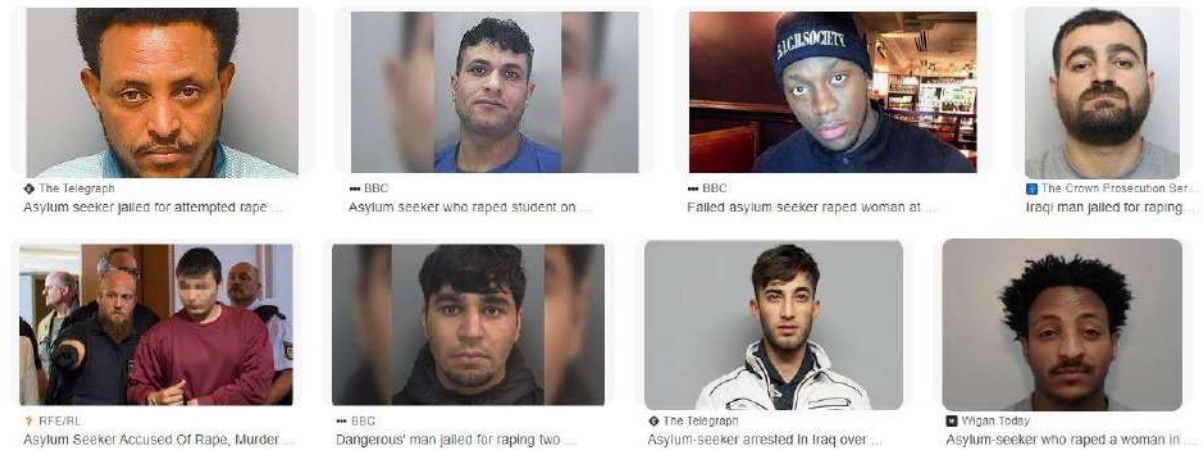 SICKSOCIETY
The Telegraph
Asylum seeker jailed for attempted rape ...
BBC
Asylum seeker who raped student on ...
BBC
Failed asylum seeker raped woman at ...
The Crown Prosecution Ser...
Iraqi man jailed for raping...
RFE/RL
Asylum Seeker Accused Of Rape, Murder ...
BBC
Dangerous' man jailed for raping two ...
The Telegraph
Asylum-seeker arrested in Iraq over ...
Wigan Today
Asylum-seeker who raped a woman in ...